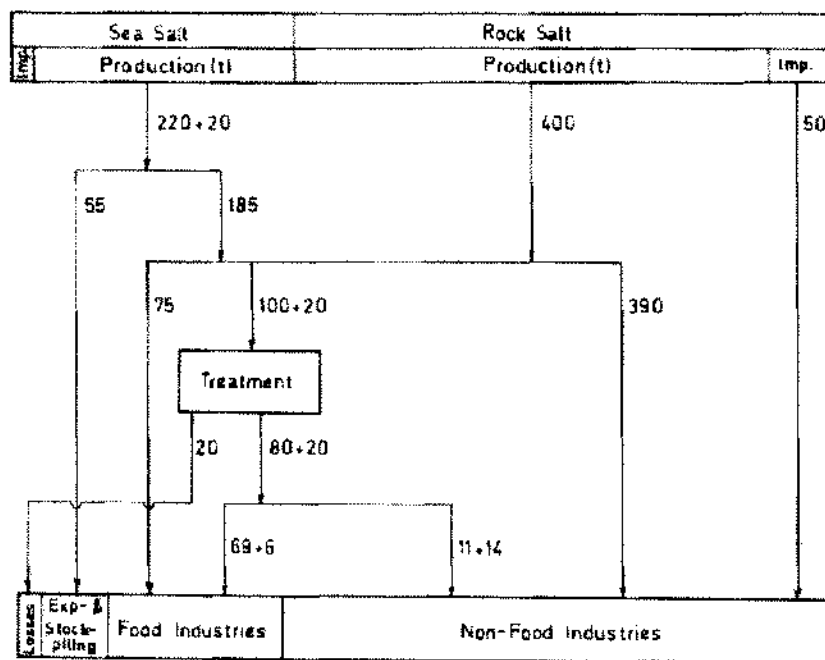 Sea Salt
Rock Salt
Imp.
Production(t)
Production(t)
Imp.
220+20
400
50
55
185
75
100+20
390
Treatment
20
80+20
69+6
11+14
Losses
Exp- &
Stock-
piling
Food Industries
Non-Food Industries